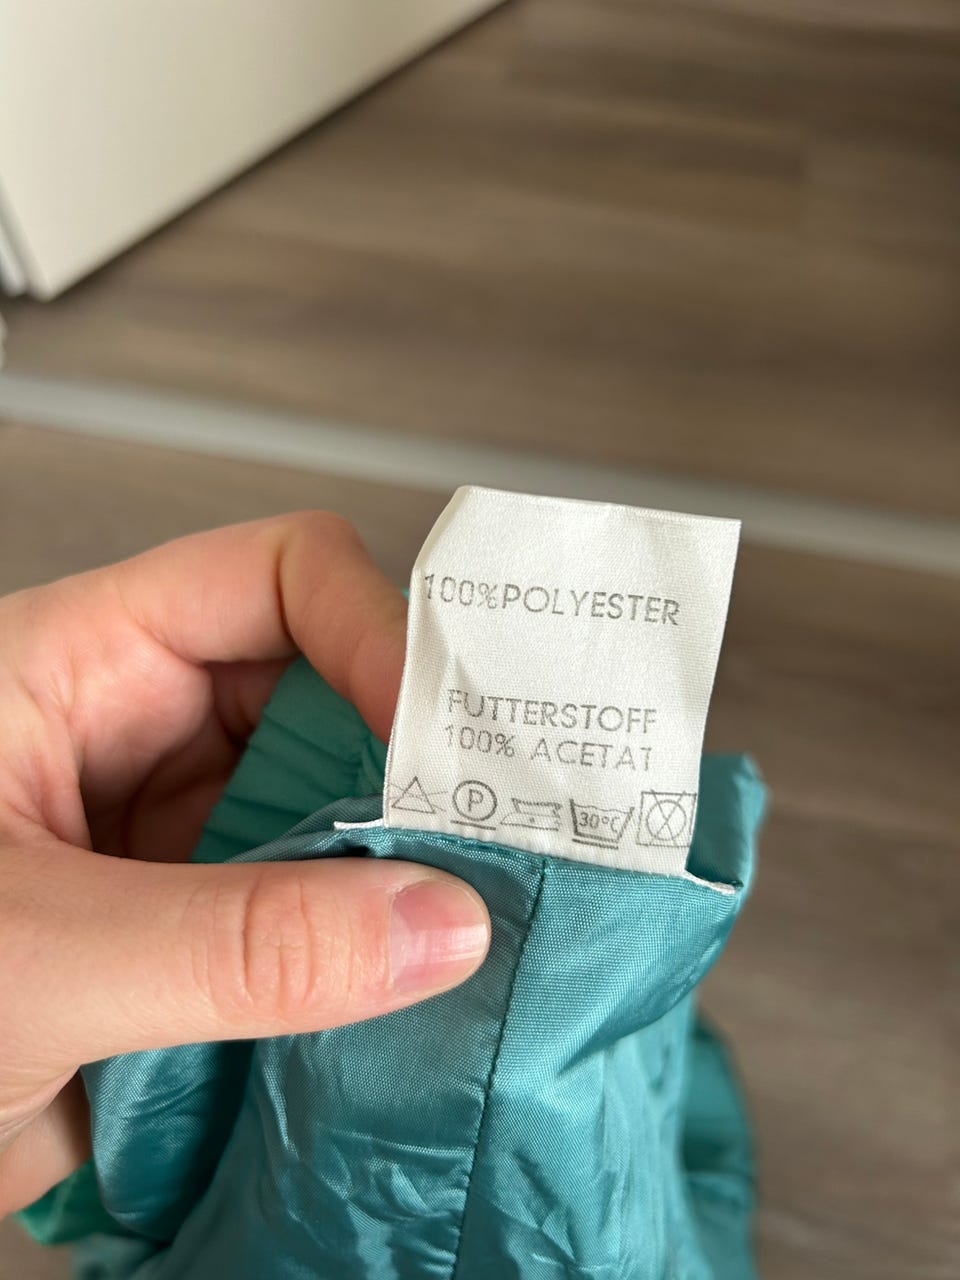 100%POLYESTER
FUTTERSTOFF
100% ACETAT
P 30°C